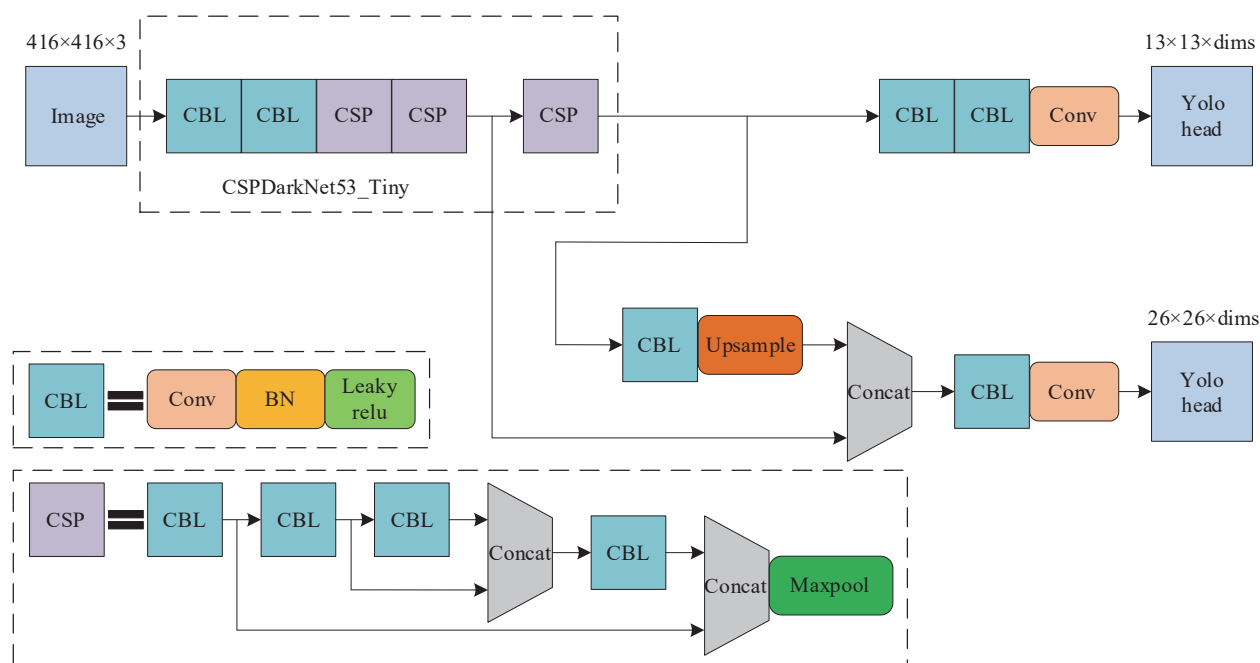 416×416×3
13×13×dims
Image
CBL
CBL
CSP
CSP
CSP
CBL
CBL
Conv
Yolo
head
CSPDarkNet53_Tiny
26×26×dims
CBL
Upsample
Concat
CBL
Conv
Yolo
head
CBL
Conv
BN
Leaky
relu
CSP
CBL
CBL
CBL
Concat
CBL
Concat
Maxpool